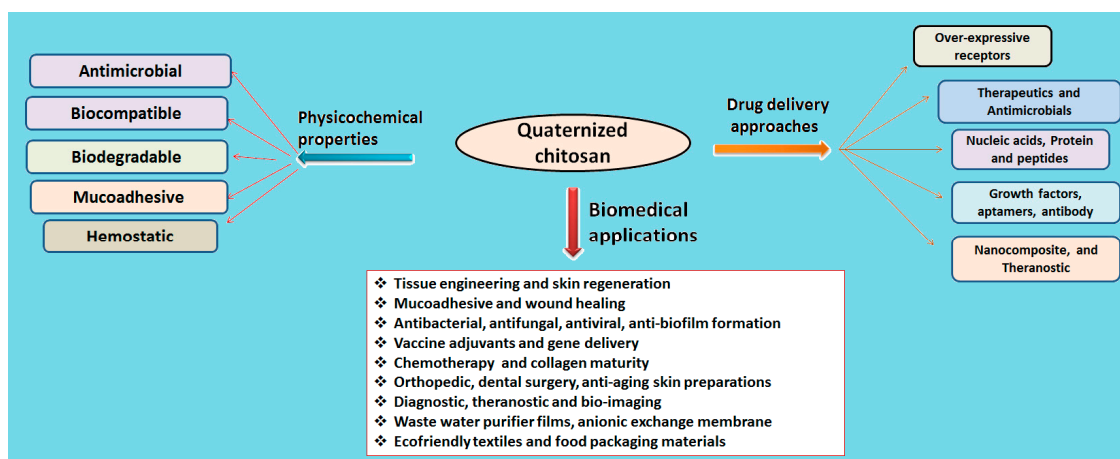 Quaternized
chitosan
Physicochemical
properties
Antimicrobial
Biocompatible
Biodegradable
Mucoadhesive
Hemostatic
Drug delivery
approaches
Over-expressive
receptors
Therapeutics and
Antimicrobials
Nucleic acids, Protein
and peptides
Growth factors,
aptamers, antibody
Nanocomposite, and
Theranostic
Biomedical
applications
❖ Tissue engineering and skin regeneration
❖ Mucoadhesive and wound healing
❖ Antibacterial, antifungal, antiviral, anti-biofilm formation
❖ Vaccine adjuvants and gene delivery
❖ Chemotherapy and collagen maturity
❖ Orthopedic, dental surgery, anti-aging skin preparations
❖ Diagnostic, theranostic and bio-imaging
❖ Waste water purifier films, anionic exchange membrane
❖ Ecofriendly textiles and food packaging materials